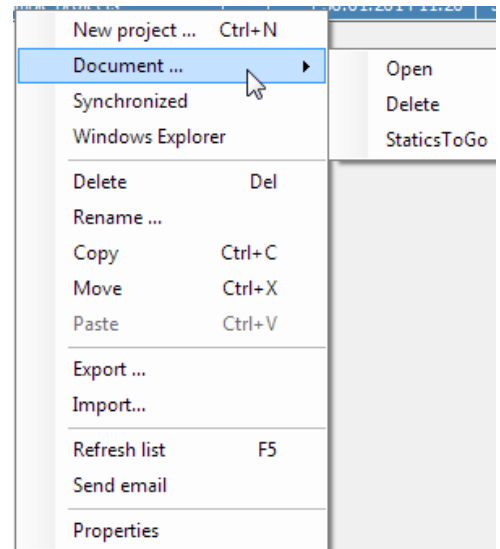 New project ... Ctrl+N
Document ...
Open
Synchronized
Delete
Windows Explorer
StaticsToGo
Delete Del
Rename ...
Copy Ctrl+C
Move Ctrl+X
Paste Ctrl+V
Export ...
Import...
Refresh list F5
Send email
Properties